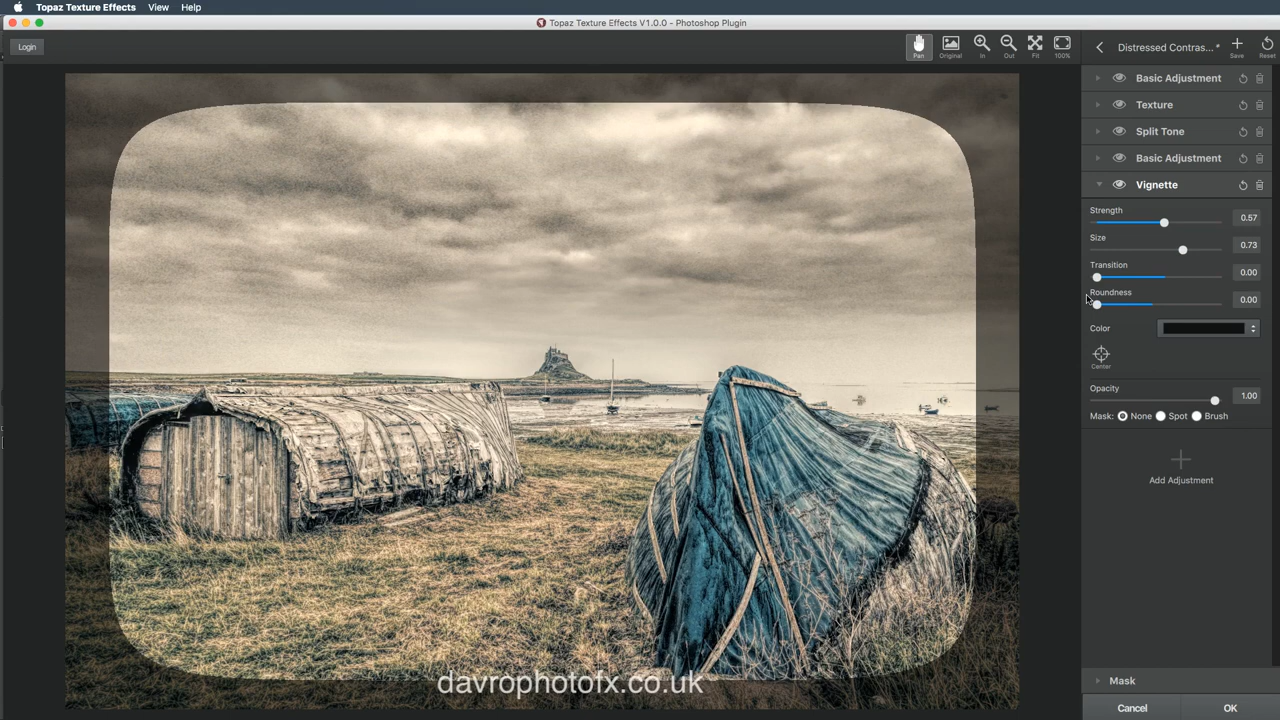 Topaz Texture Effects View Help
Topaz Texture Effects V1.0.0 - Photoshop Plugin
Login
Pan Original In Out Fit 100%
Distressed Contras... *
Save Reset
Basic Adjustment
Texture
Split Tone
Basic Adjustment
Vignette
Strength
0.57
Size
0.73
Transition
0.00
Roundness
0.00
Color
Center
Opacity
1.00
Mask: None Spot Brush
Add Adjustment
davrophotofx.co.uk
Mask
Cancel OK